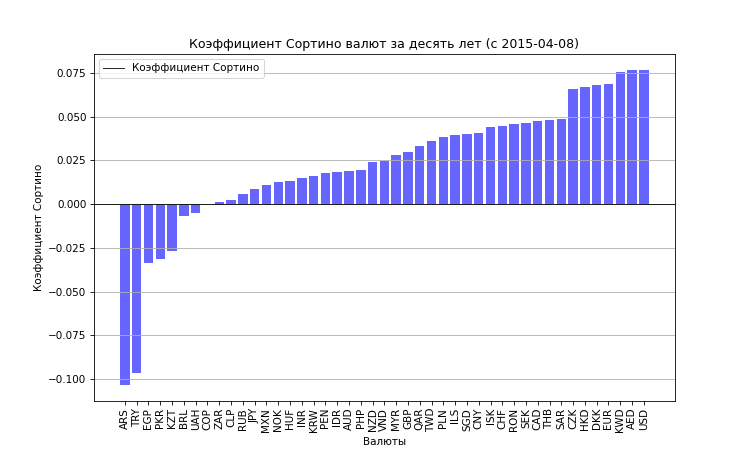 Коэффициент Сортино валют за десять лет (с 2015-04-08)
Коэффициент Сортино
0.075
0.050
0.025
0.000
−0.025
−0.050
−0.075
−0.100
Коэффициент Сортино
ARS TRY EGP PKR KZT BRL UAH COP ZAR CLP RUB JPY MXN NOK HUF INR KRW PEN IDR AUD PHP NZD VND MYR GBP QAR TWD PLN ILS SGD CNY ISK CHF RON SEK CAD THB SAR CZK HKD DKK EUR KWD AED USD
Валюты